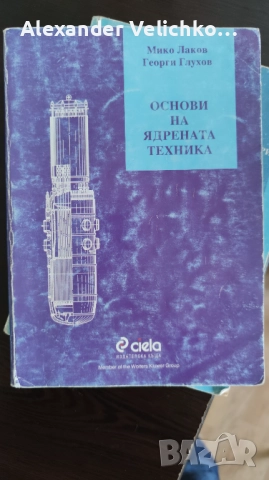 Alexander Velichko...
Мико Лаков
Георги Глухов
ОСНОВИ
НА
ЯДРЕНАТА
ТЕХНИКА
ciela
Member of the Wolters Kluwer Group
BAZAR